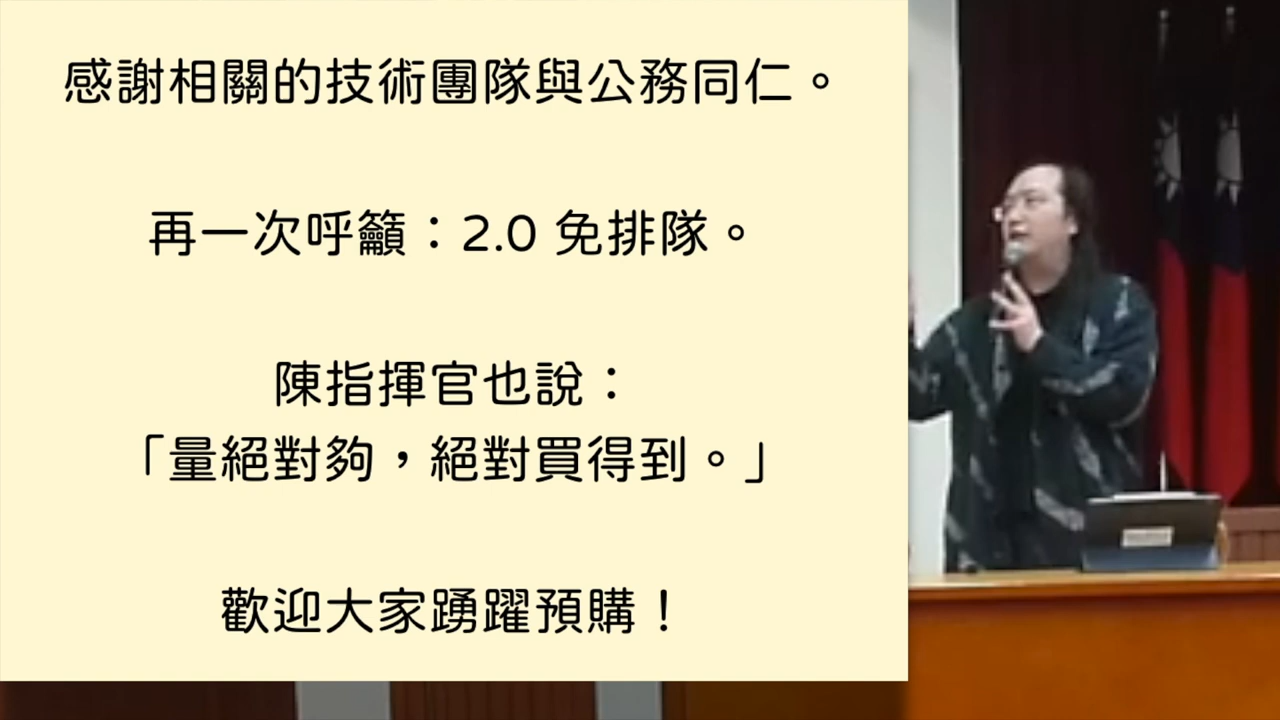 感謝相關的技術團隊與公務同仁。
再一次呼籲：2.0 免排隊。
陳指揮官也說：
「量絕對夠，絕對買得到。」
歡迎大家踴躍預購！